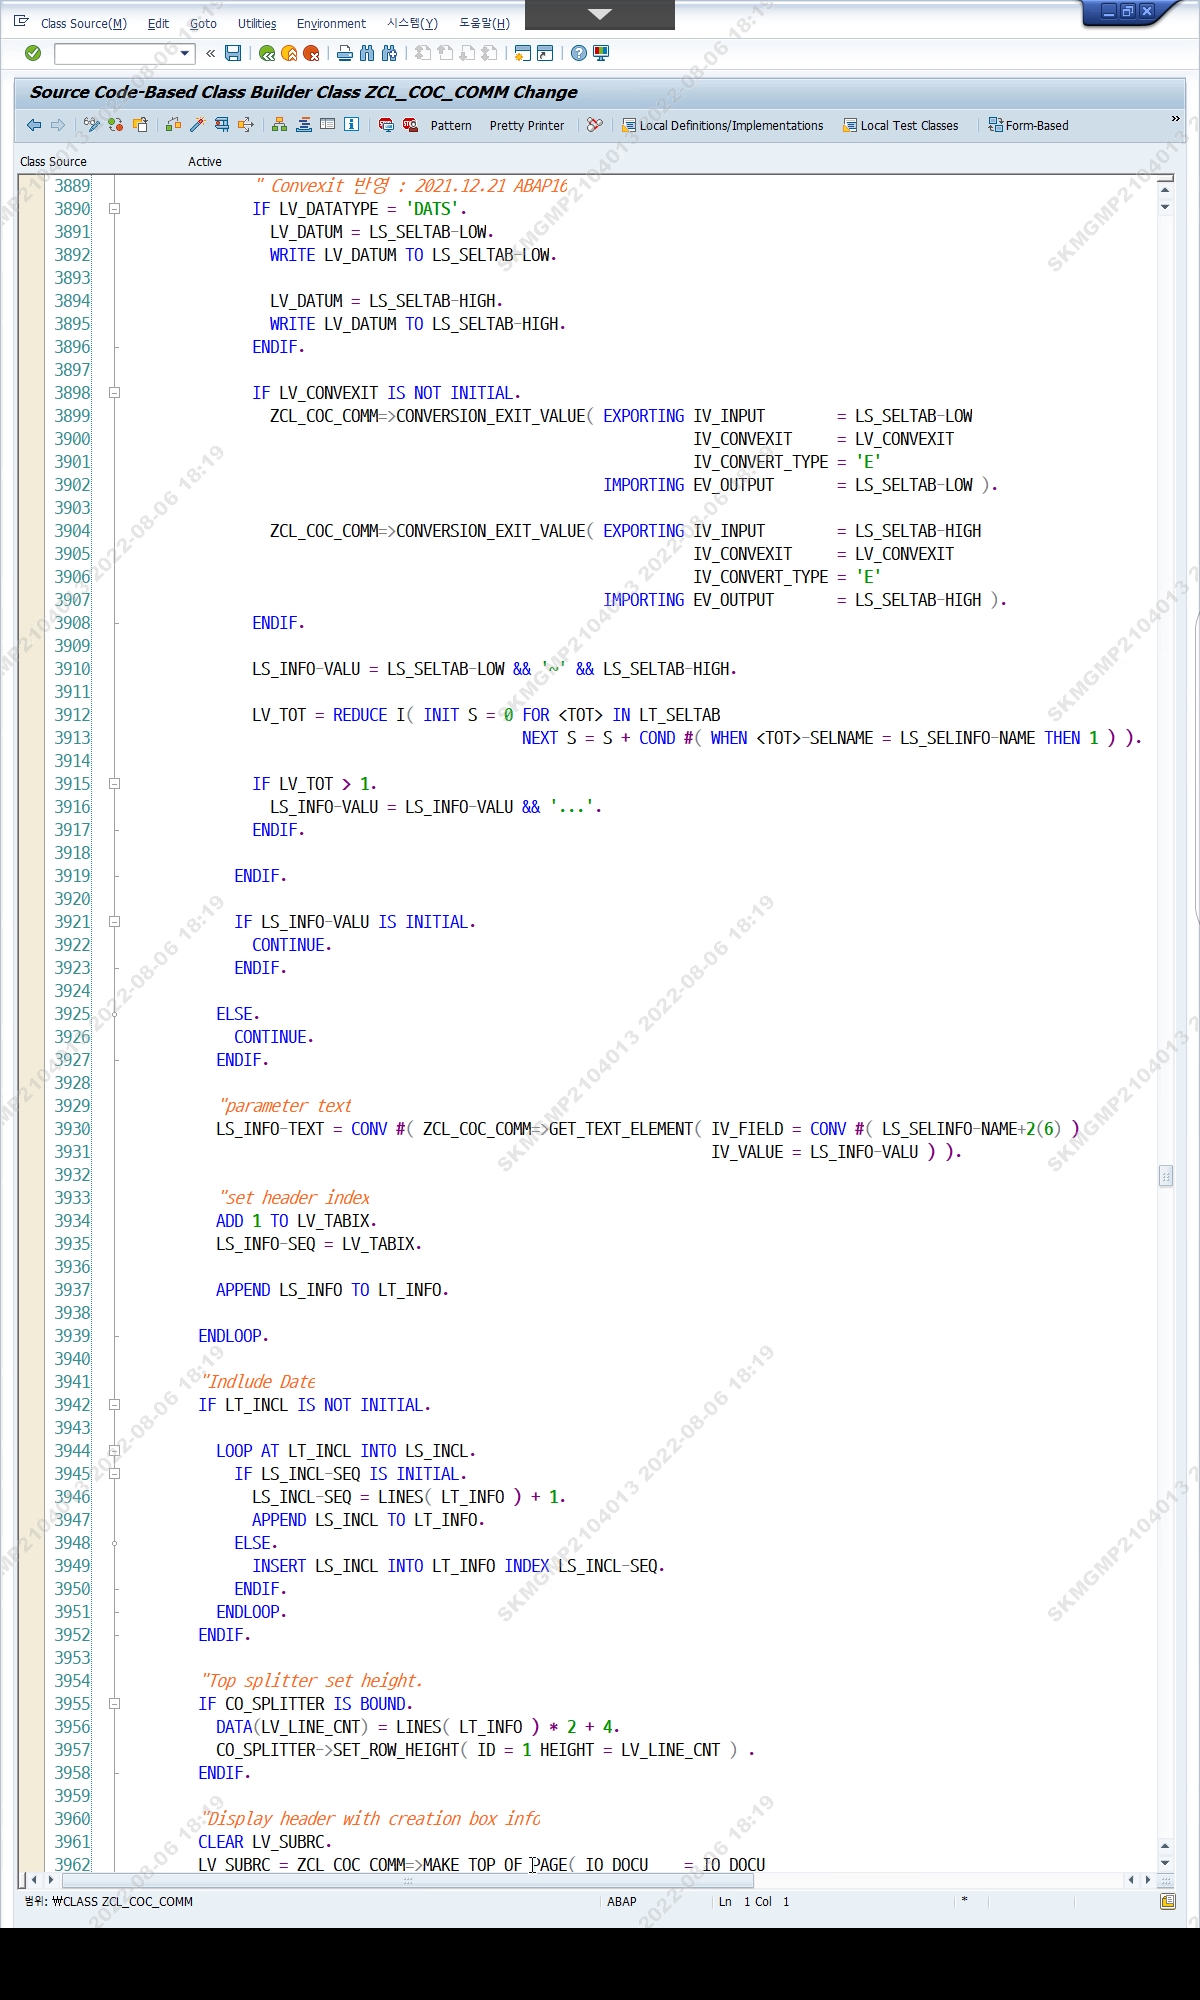 Class Source(M) Edit Goto Utilities Environment 시스템(Y) 도움말(H)
Source Code-Based Class Builder Class ZCL_COC_COMM Change
Pattern Pretty Printer Local Definitions/Implementations Local Test Classes Form-Based »
Class Source Active
3889 " Convexit 반영 : 2021.12.21 ABAP16
3890 IF LV_DATATYPE = 'DATS'.
3891 LV_DATUM = LS_SELTAB-LOW.
3892 WRITE LV_DATUM TO LS_SELTAB-LOW.
3893
3894 LV_DATUM = LS_SELTAB-HIGH.
3895 WRITE LV_DATUM TO LS_SELTAB-HIGH.
3896 ENDIF.
3897
3898 IF LV_CONVEXIT IS NOT INITIAL.
3899 ZCL_COC_COMM=>CONVERSION_EXIT_VALUE( EXPORTING IV_INPUT = LS_SELTAB-LOW
3900 IV_CONVEXIT = LV_CONVEXIT
3901 IV_CONVERT_TYPE = 'E'
3902 IMPORTING EV_OUTPUT = LS_SELTAB-LOW ).
3903
3904 ZCL_COC_COMM=>CONVERSION_EXIT_VALUE( EXPORTING IV_INPUT = LS_SELTAB-HIGH
3905 IV_CONVEXIT = LV_CONVEXIT
3906 IV_CONVERT_TYPE = 'E'
3907 IMPORTING EV_OUTPUT = LS_SELTAB-HIGH ).
3908 ENDIF.
3909
3910 LS_INFO-VALU = LS_SELTAB-LOW && '~' && LS_SELTAB-HIGH.
3911
3912 LV_TOT = REDUCE I( INIT S = 0 FOR <TOT> IN LT_SELTAB
3913 NEXT S = S + COND #( WHEN <TOT>-SELNAME = LS_SELINFO-NAME THEN 1 ) ).
3914
3915 IF LV_TOT > 1.
3916 LS_INFO-VALU = LS_INFO-VALU && '...'.
3917 ENDIF.
3918
3919 ENDIF.
3920
3921 IF LS_INFO-VALU IS INITIAL.
3922 CONTINUE.
3923 ENDIF.
3924
3925 ELSE.
3926 CONTINUE.
3927 ENDIF.
3928
3929 "parameter text
3930 LS_INFO-TEXT = CONV #( ZCL_COC_COMM=>GET_TEXT_ELEMENT( IV_FIELD = CONV #( LS_SELINFO-NAME+2(6) )
3931 IV_VALUE = LS_INFO-VALU ) ).
3932
3933 "set header index
3934 ADD 1 TO LV_TABIX.
3935 LS_INFO-SEQ = LV_TABIX.
3936
3937 APPEND LS_INFO TO LT_INFO.
3938
3939 ENDLOOP.
3940
3941 "Indlude Date
3942 IF LT_INCL IS NOT INITIAL.
3943
3944 LOOP AT LT_INCL INTO LS_INCL.
3945 IF LS_INCL-SEQ IS INITIAL.
3946 LS_INCL-SEQ = LINES( LT_INFO ) + 1.
3947 APPEND LS_INCL TO LT_INFO.
3948 ELSE.
3949 INSERT LS_INCL INTO LT_INFO INDEX LS_INCL-SEQ.
3950 ENDIF.
3951 ENDLOOP.
3952 ENDIF.
3953
3954 "Top splitter set height.
3955 IF CO_SPLITTER IS BOUND.
3956 DATA(LV_LINE_CNT) = LINES( LT_INFO ) * 2 + 4.
3957 CO_SPLITTER->SET_ROW_HEIGHT( ID = 1 HEIGHT = LV_LINE_CNT ) .
3958 ENDIF.
3959
3960 "Display header with creation box info
3961 CLEAR LV_SUBRC.
3962 LV_SUBRC = ZCL_COC_COMM=>MAKE_TOP_OF_PAGE( IO_DOCU = IO_DOCU
범위: ₩CLASS ZCL_COC_COMM ABAP Ln 1 Col 1 *
SKMGMP2104013 2022-08-06 18:19